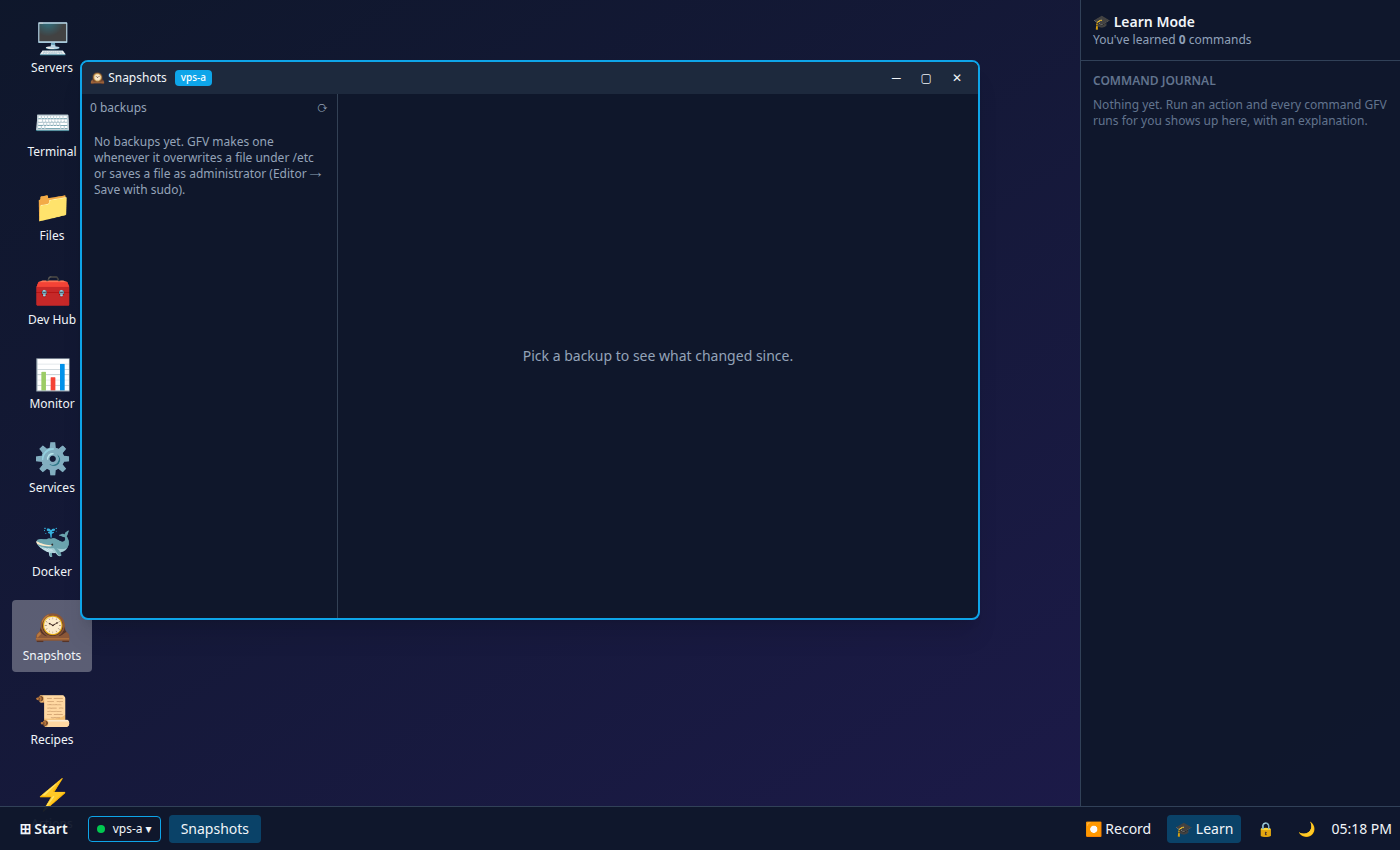 Servers
Terminal
Files
Dev Hub
Monitor
Services
Docker
Snapshots
Recipes
Snapshots vps-a
0 backups
No backups yet. GFV makes one
whenever it overwrites a file under /etc
or saves a file as administrator (Editor →
Save with sudo).
Pick a backup to see what changed since.
Learn Mode
You've learned 0 commands
COMMAND JOURNAL
Nothing yet. Run an action and every command GFV
runs for you shows up here, with an explanation.
Start
vps-a ▾
Snapshots
Record
Learn
05:18 PM